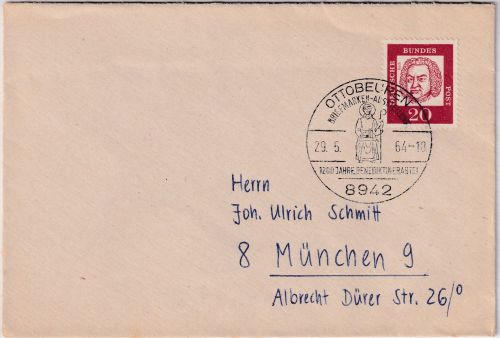 DEUTSCHE
BUNDES
POST
20
OTTOBEUREN
BRIEFMARKEN-AUSSTELLUNG
29. 5. 64-18
1200 JAHRE BENEDIKTINERABTEI
8942
Herrn
Joh. Ulrich Schmitt
8 München 9
Albrecht Dürer Str. 26/0